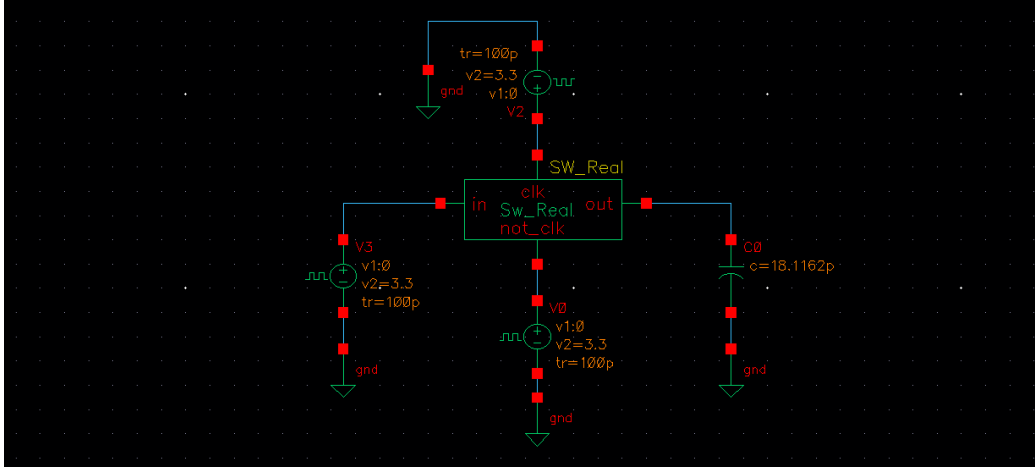 tr=100p
v2=3.3
v1:0
gnd
V2
SW_Real
clk
in
Sw_Real
out
not_clk
V3
v1:0
v2=3.3
tr=100p
gnd
V0
v1:0
v2=3.3
tr=100p
gnd
C0
c=18.1162p
gnd